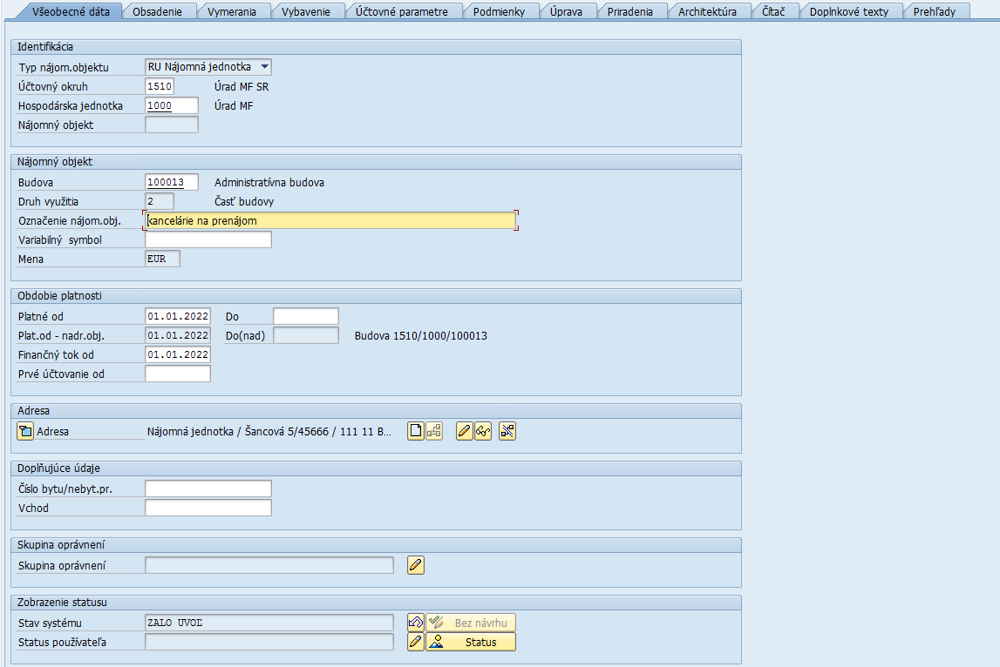 Všeobecné dáta Obsadenie Vymerania Vybavenie Účtovné parametre Podmienky Úprava Priradenia Architektúra Čítač Doplnkové texty Prehľady
Identifikácia
Typ nájom.objektu RU Nájomná jednotka
Účtovný okruh 1510 Úrad MF SR
Hospodárska jednotka 1000 Úrad MF
Nájomný objekt
Nájomný objekt
Budova 100013 Administratívna budova
Druh využitia 2 Časť budovy
Označenie nájom.obj. kancelárie na prenájom
Variabilný symbol
Mena EUR
Obdobie platnosti
Platné od 01.01.2022 Do
Plat.od - nadr.obj. 01.01.2022 Do(nad) Budova 1510/1000/100013
Finančný tok od 01.01.2022
Prvé účtovanie od
Adresa
Adresa Nájomná jednotka / Šancová 5/45666 / 111 11 B...
Doplňujúce údaje
Číslo bytu/nebyt.pr.
Vchod
Skupina oprávnení
Skupina oprávnení
Zobrazenie statusu
Stav systému ZALO UVOĽ Bez návrhu
Status používateľa Status